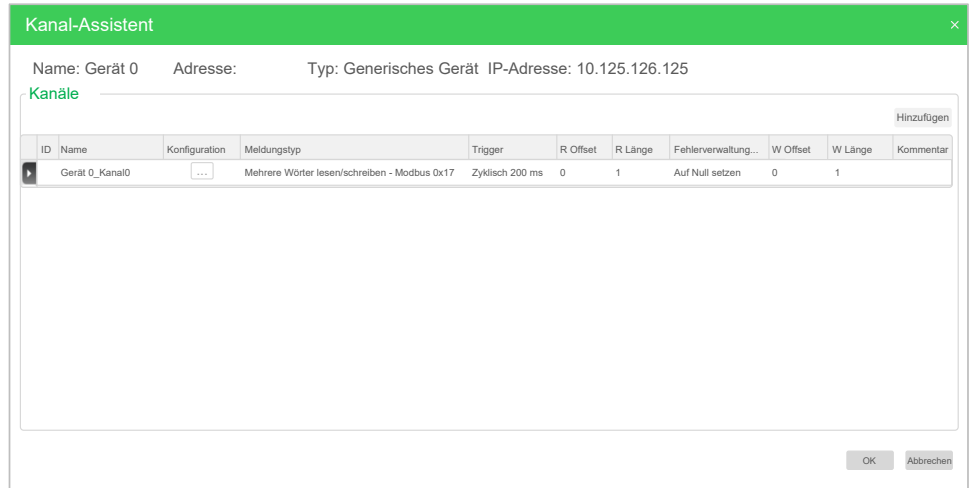 Kanal-Assistent ×
Name: Gerät 0 Adresse: Typ: Generisches Gerät IP-Adresse: 10.125.126.125
Kanäle
Hinzufügen
ID Name Konfiguration Meldungstyp Trigger R Offset R Länge Fehlerverwaltung... W Offset W Länge Kommentar
Gerät 0_Kanal0 ... Mehrere Wörter lesen/schreiben - Modbus 0x17 Zyklisch 200 ms 0 1 Auf Null setzen 0 1
OK Abbrechen